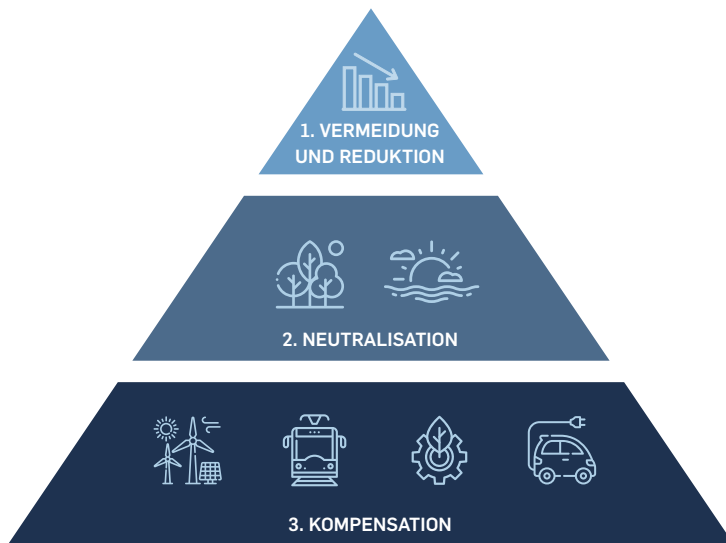 1. VERMEIDUNG
UND REDUKTION
2. NEUTRALISATION
3. KOMPENSATION